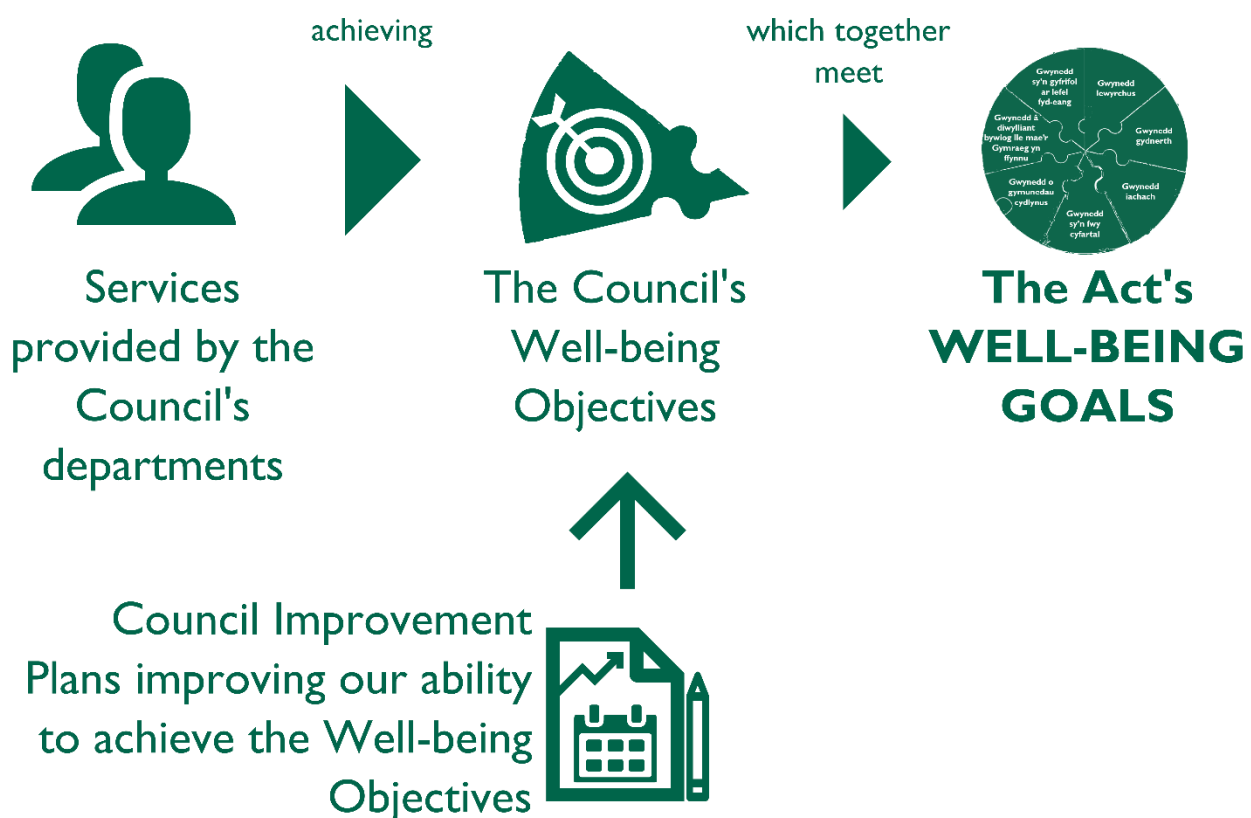 achieving
which together
meet
Gwynedd
sy'n gyfrifol
ar lefel
fyd-eang
Gwynedd
lewyrchus
Gwynedd â
diwylliant
bywiog lle mae'r
Gymraeg yn
ffynnu
Gwynedd
gydnerth
Gwynedd o
gymunedau
cydlynus
Gwynedd
iachach
Gwynedd
sy'n fwy
cyfartal
Services
provided by the
Council's
departments
The Council's
Well-being
Objectives
The Act's
WELL-BEING
GOALS
Council Improvement
Plans improving our ability
to achieve the Well-being
Objectives